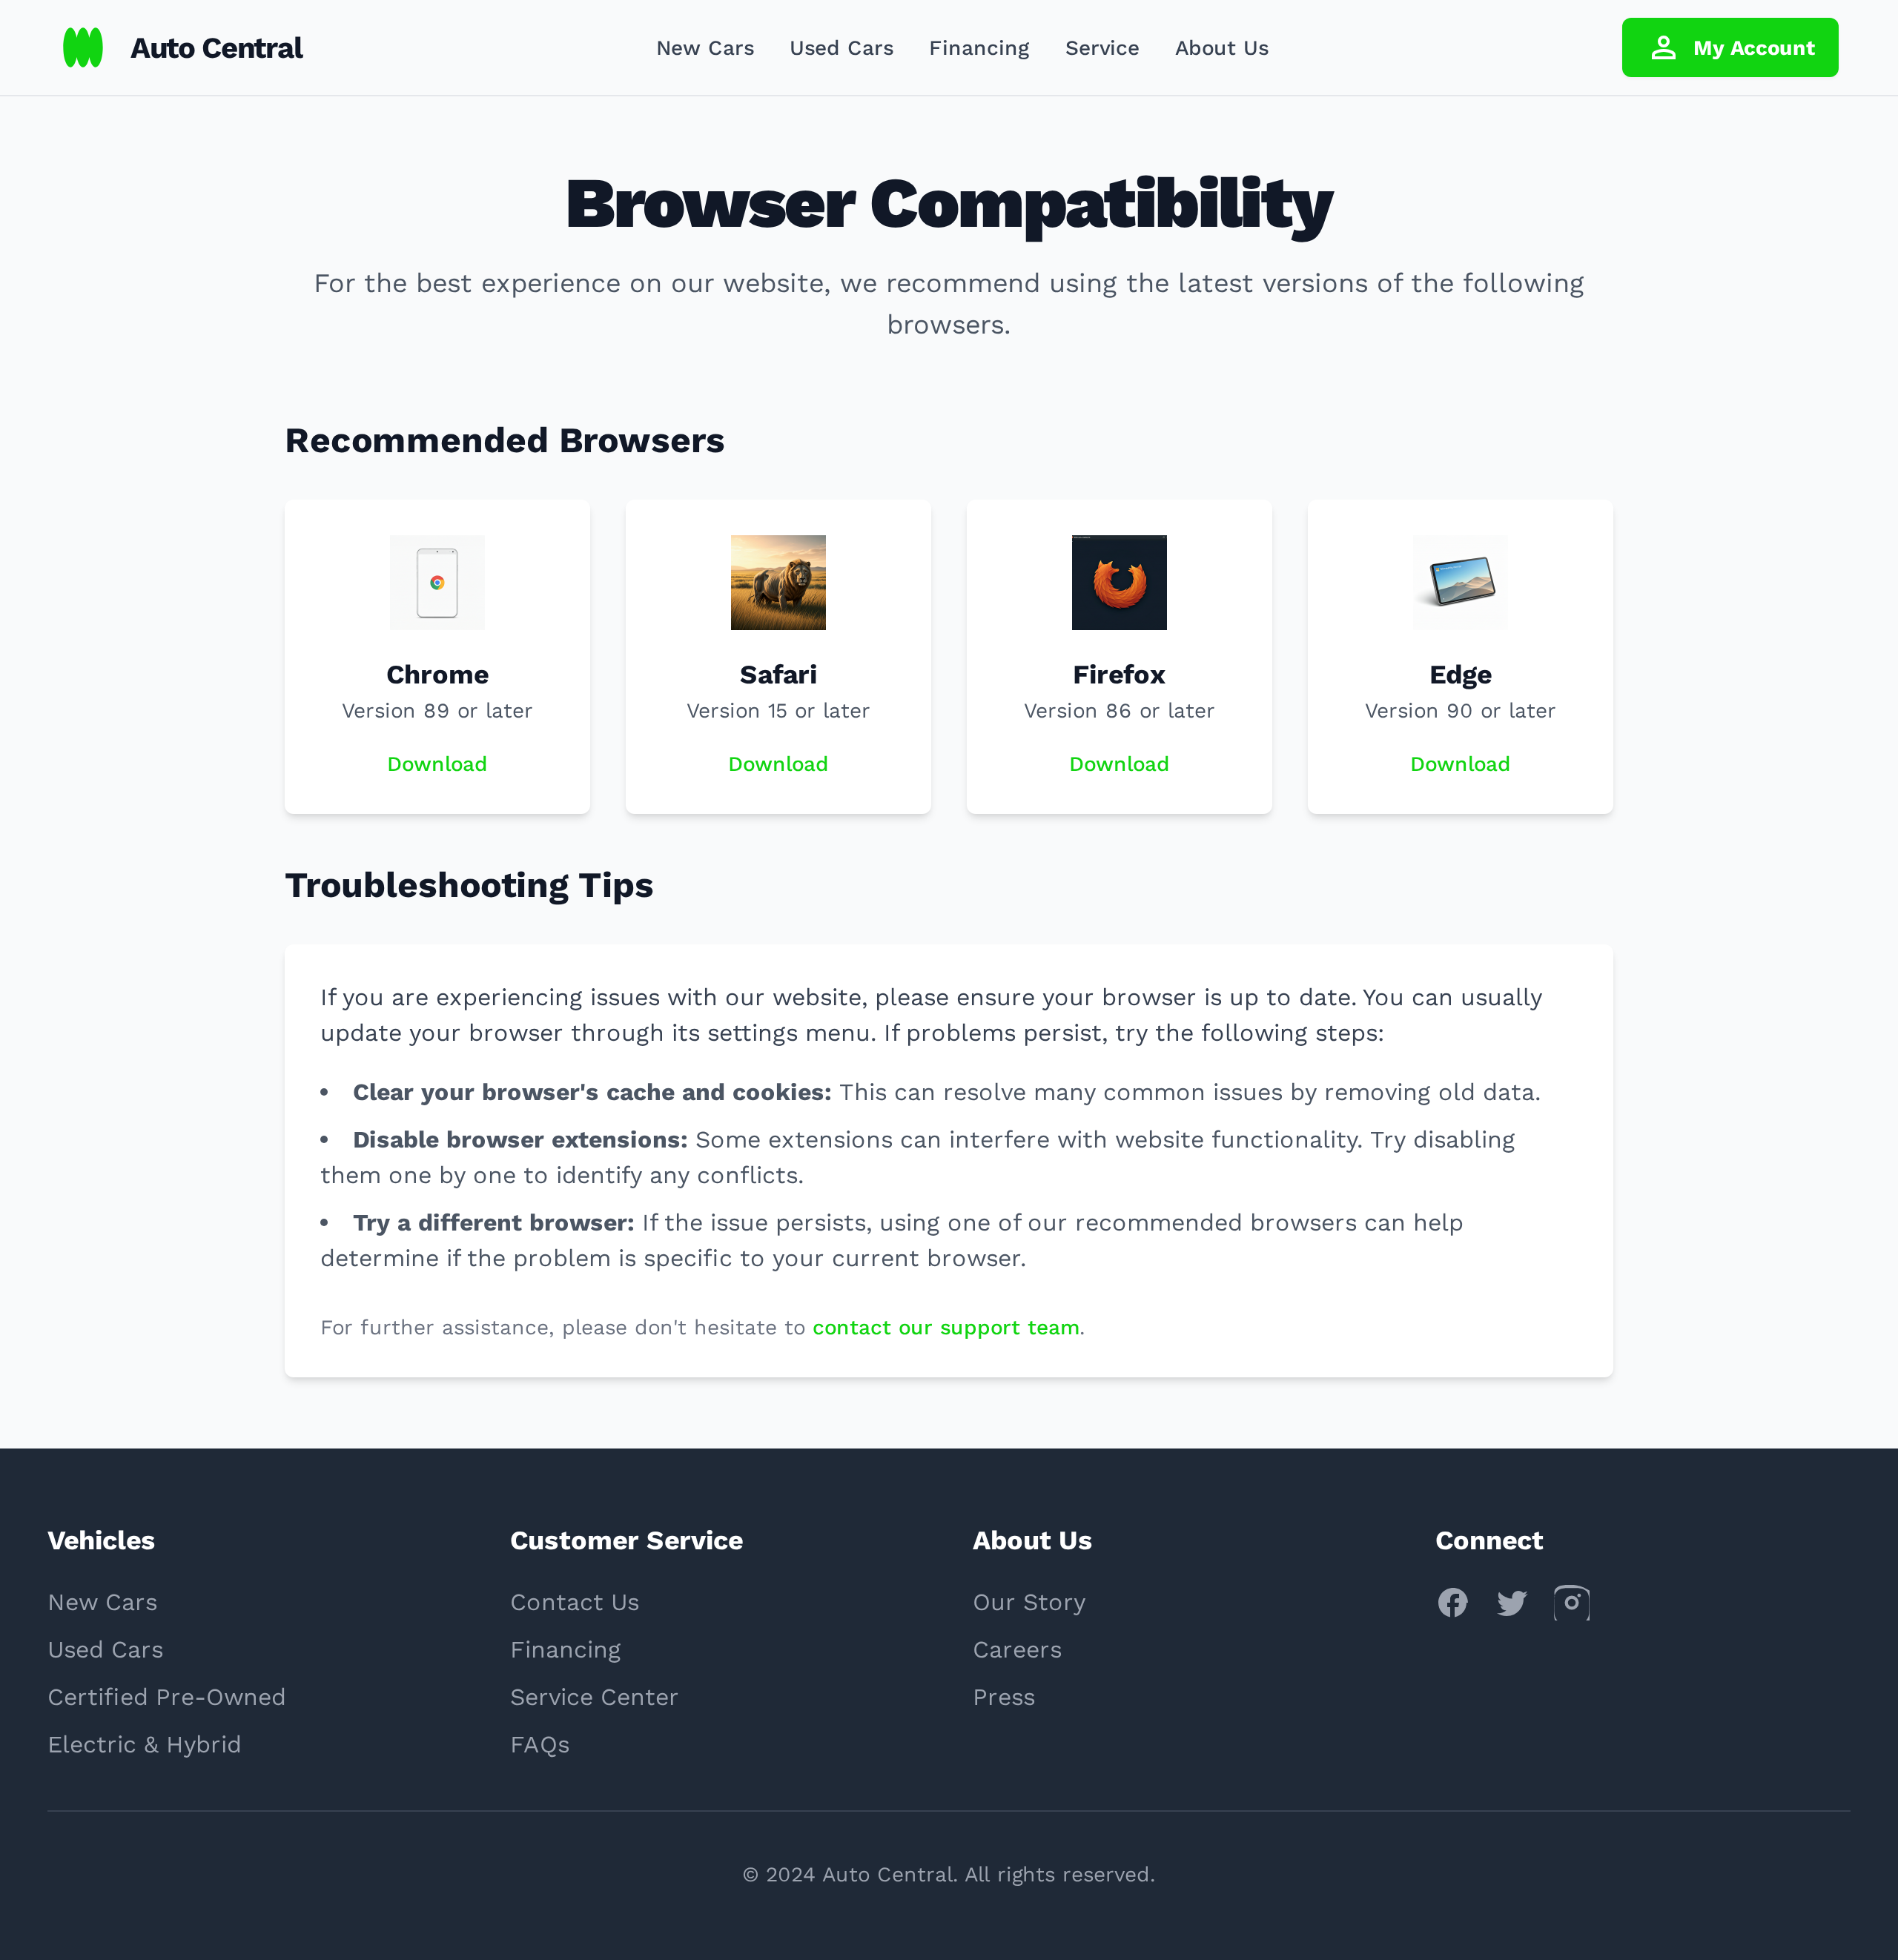 Auto Central
New Cars
Used Cars
Financing
Service
About Us
My Account
Browser Compatibility
For the best experience on our website, we recommend using the latest versions of the following
browsers.
Recommended Browsers
Chrome
Version 89 or later
Download
Safari
Version 15 or later
Download
Firefox
Version 86 or later
Download
Edge
Version 90 or later
Download
Troubleshooting Tips
If you are experiencing issues with our website, please ensure your browser is up to date. You can usually
update your browser through its settings menu. If problems persist, try the following steps:
• Clear your browser's cache and cookies: This can resolve many common issues by removing old data.
• Disable browser extensions: Some extensions can interfere with website functionality. Try disabling
them one by one to identify any conflicts.
• Try a different browser: If the issue persists, using one of our recommended browsers can help
determine if the problem is specific to your current browser.
For further assistance, please don't hesitate to contact our support team.
Vehicles
New Cars
Used Cars
Certified Pre-Owned
Electric & Hybrid
Customer Service
Contact Us
Financing
Service Center
FAQs
About Us
Our Story
Careers
Press
Connect
© 2024 Auto Central. All rights reserved.